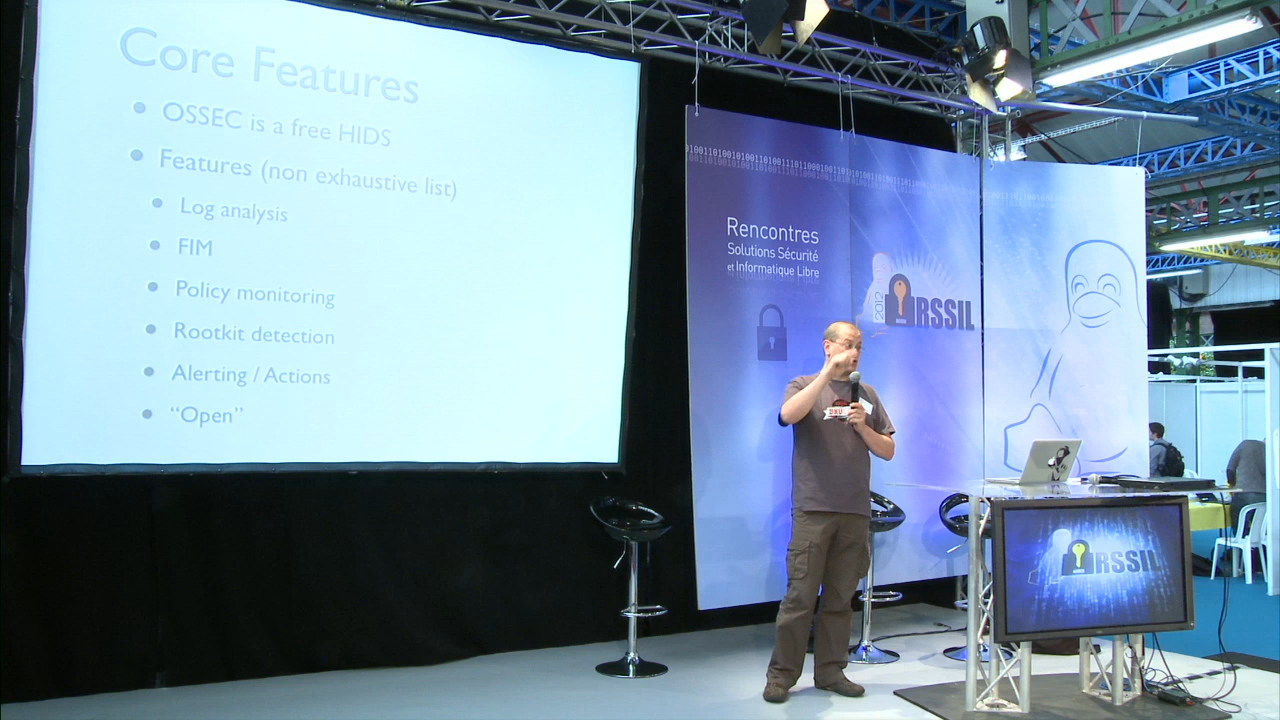 Core Features
OSSEC is a free HIDS
Features (non exhaustive list)
Log analysis
FIM
Policy monitoring
Rootkit detection
Alerting / Actions
“Open”
Rencontres
Solutions Sécurité
et Informatique Libre
2012
RSSIL
RSSIL